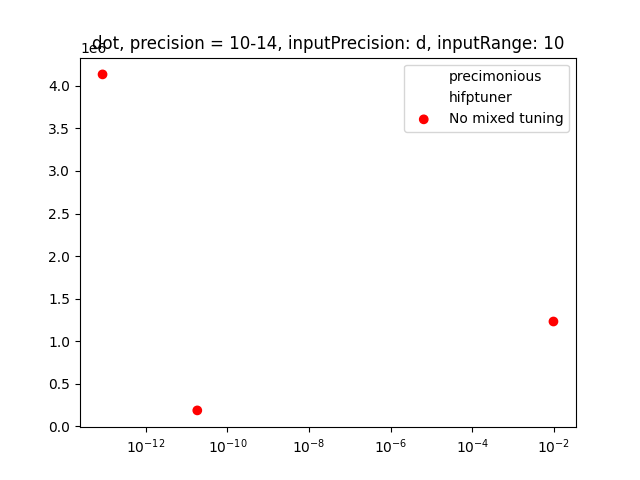 dot, precision = 10-14, inputPrecision: d, inputRange: 10
1e6
precimonious
hifptuner
No mixed tuning
4.0
3.5
3.0
2.5
2.0
1.5
1.0
0.5
0.0
10⁻¹² 10⁻¹⁰ 10⁻⁸ 10⁻⁶ 10⁻⁴ 10⁻²